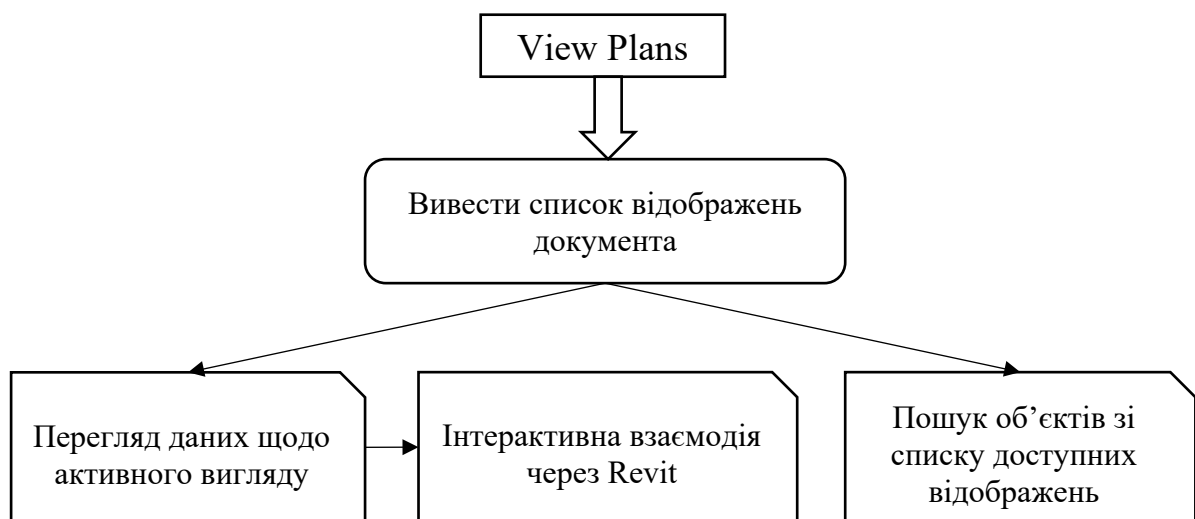 View Plans
Вивести список відображень
документа
Перегляд даних щодо
активного вигляду
Інтерактивна взаємодія
через Revit
Пошук об’єктів зі
списку доступних
відображень